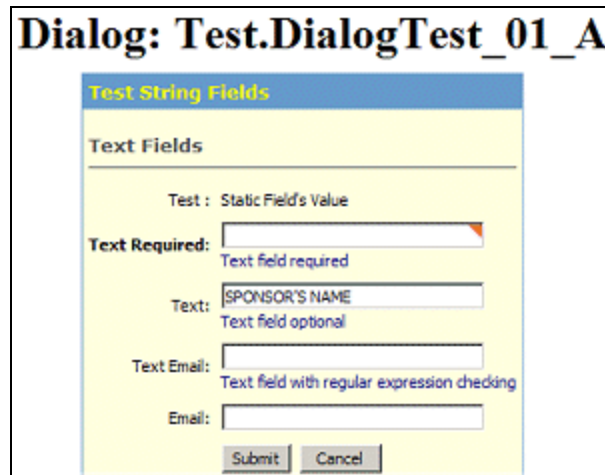 Dialog: Test.DialogTest_01_A
Test String Fields
Text Fields
Test : Static Field's Value
Text Required:
Text field required
Text: SPONSOR'S NAME
Text field optional
Text Email:
Text field with regular expression checking
Email:
Submit Cancel